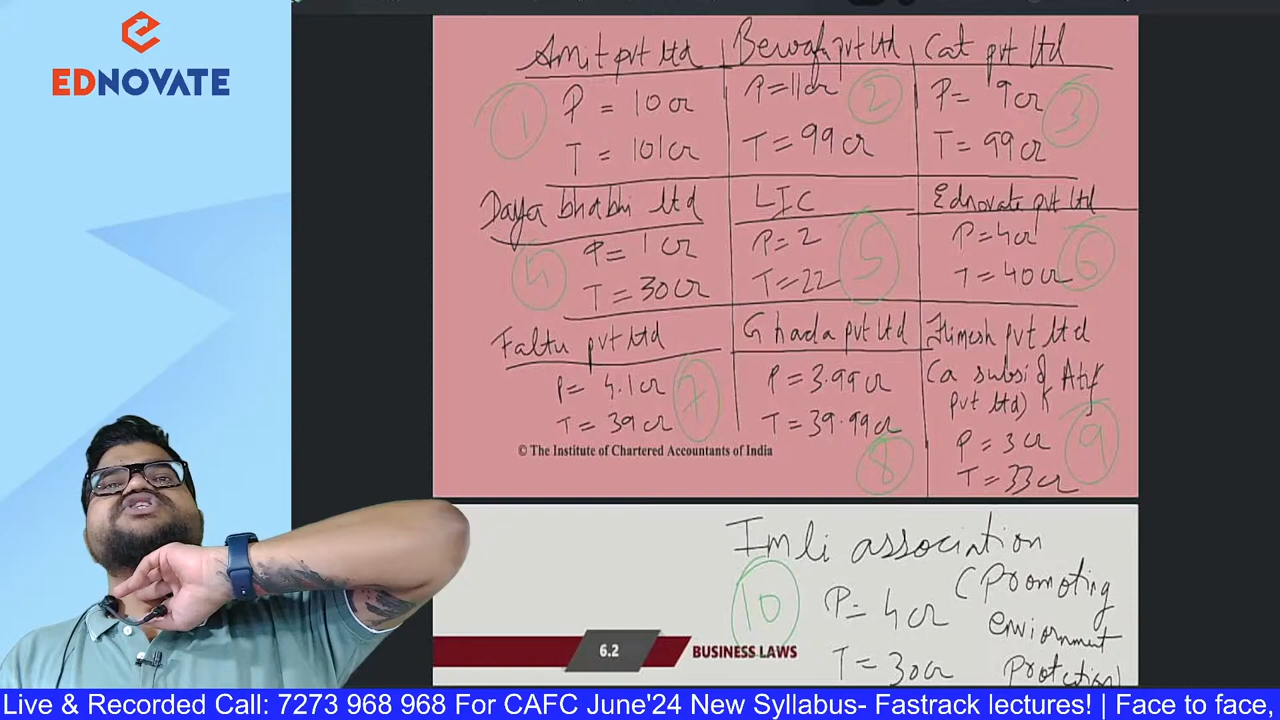 EDNOVATE
Amit pvt ltd
P = 10 cr
T = 101 cr
1
Bewafa pvt ltd
P = 11 cr
T = 99 cr
2
Cat pvt ltd
P = 9 cr
T = 99 cr
3
Daya bhabhi ltd
P = 1 cr
T = 30 cr
4
LIC
P = 2
T = 22
5
Ednovate pvt ltd
P = 4 cr
T = 40 cr
6
Faltu pvt ltd
P = 4.1 cr
T = 39 cr
7
Ghada pvt ltd
P = 3.99 cr
T = 39.99 cr
8
Himesh pvt ltd
(a subsi of Atif
pvt ltd)
P = 3 cr
T = 33 cr
9
© The Institute of Chartered Accountants of India
Imli association
(Promoting
enviornment
protection)
10
P = 4 cr
T = 30 cr
6.2
BUSINESS LAWS
Live & Recorded Call: 7273 968 968 For CAFC June'24 New Syllabus- Fastrack lectures! | Face to face,